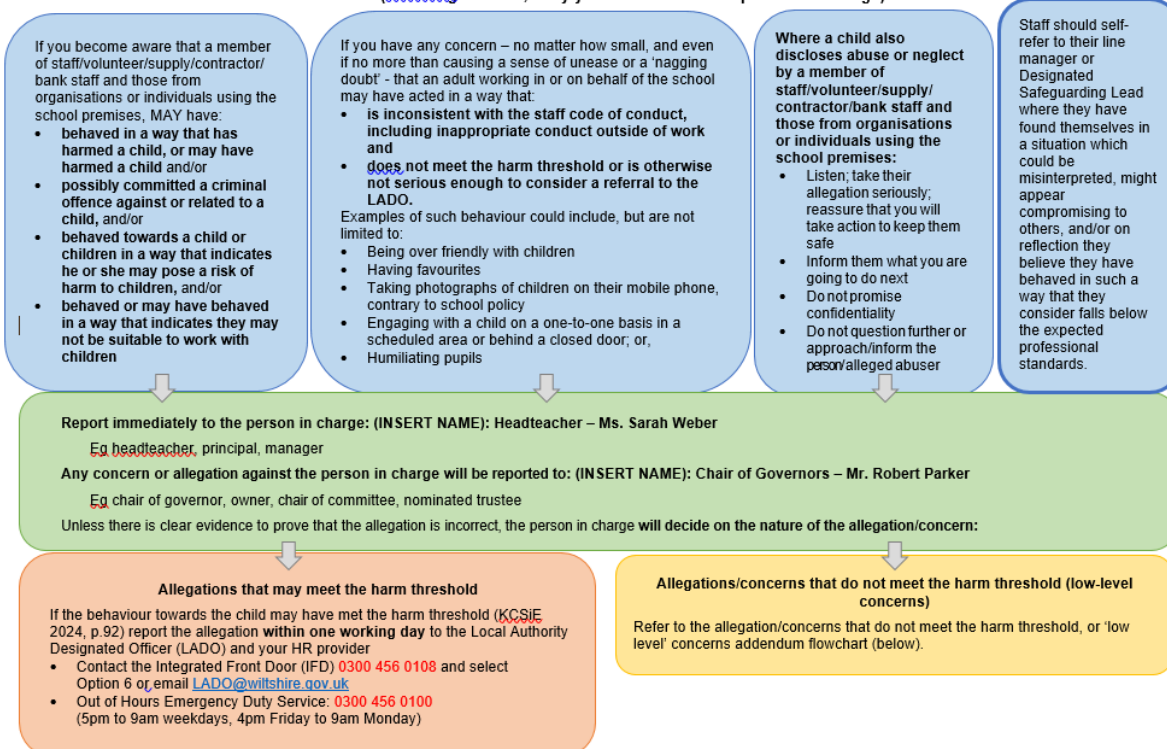 If you become aware that a member
of staff/volunteer/supply/contractor/
bank staff and those from
organisations or individuals using the
school premises, MAY have:
• behaved in a way that has
harmed a child, or may have
harmed a child and/or
• possibly committed a criminal
offence against or related to a
child, and/or
• behaved towards a child or
children in a way that indicates
he or she may pose a risk of
harm to children, and/or
• behaved or may have behaved
in a way that indicates they may
not be suitable to work with
children
If you have any concern – no matter how small, and even
if no more than causing a sense of unease or a ‘nagging
doubt’ - that an adult working in or on behalf of the school
may have acted in a way that:
• is inconsistent with the staff code of conduct,
including inappropriate conduct outside of work
and
• does not meet the harm threshold or is otherwise
not serious enough to consider a referral to the
LADO.
Examples of such behaviour could include, but are not
limited to:
• Being over friendly with children
• Having favourites
• Taking photographs of children on their mobile phone,
contrary to school policy
• Engaging with a child on a one-to-one basis in a
scheduled area or behind a closed door; or,
• Humiliating pupils
Where a child also
discloses abuse or neglect
by a member of
staff/volunteer/supply/
contractor/bank staff and
those from organisations
or individuals using the
school premises:
• Listen; take their
allegation seriously;
reassure that you will
take action to keep them
safe
• Inform them what you are
going to do next
• Do not promise
confidentiality
• Do not question further or
approach/inform the
person/alleged abuser
Staff should self-
refer to their line
manager or
Designated
Safeguarding Lead
where they have
found themselves in
a situation which
could be
misinterpreted, might
appear
compromising to
others, and/or on
reflection they
believe they have
behaved in such a
way that they
consider falls below
the expected
professional
standards.
Report immediately to the person in charge: (INSERT NAME): Headteacher – Ms. Sarah Weber
Eg headteacher, principal, manager
Any concern or allegation against the person in charge will be reported to: (INSERT NAME): Chair of Governors – Mr. Robert Parker
Eg chair of governor, owner, chair of committee, nominated trustee
Unless there is clear evidence to prove that the allegation is incorrect, the person in charge will decide on the nature of the allegation/concern:
Allegations that may meet the harm threshold
If the behaviour towards the child may have met the harm threshold (KCSiE
2024, p.92) report the allegation within one working day to the Local Authority
Designated Officer (LADO) and your HR provider
• Contact the Integrated Front Door (IFD) 0300 456 0108 and select
Option 6 or email LADO@wiltshire.gov.uk
• Out of Hours Emergency Duty Service: 0300 456 0100
(5pm to 9am weekdays, 4pm Friday to 9am Monday)
Allegations/concerns that do not meet the harm threshold (low-level
concerns)
Refer to the allegation/concerns that do not meet the harm threshold, or ‘low
level’ concerns addendum flowchart (below).